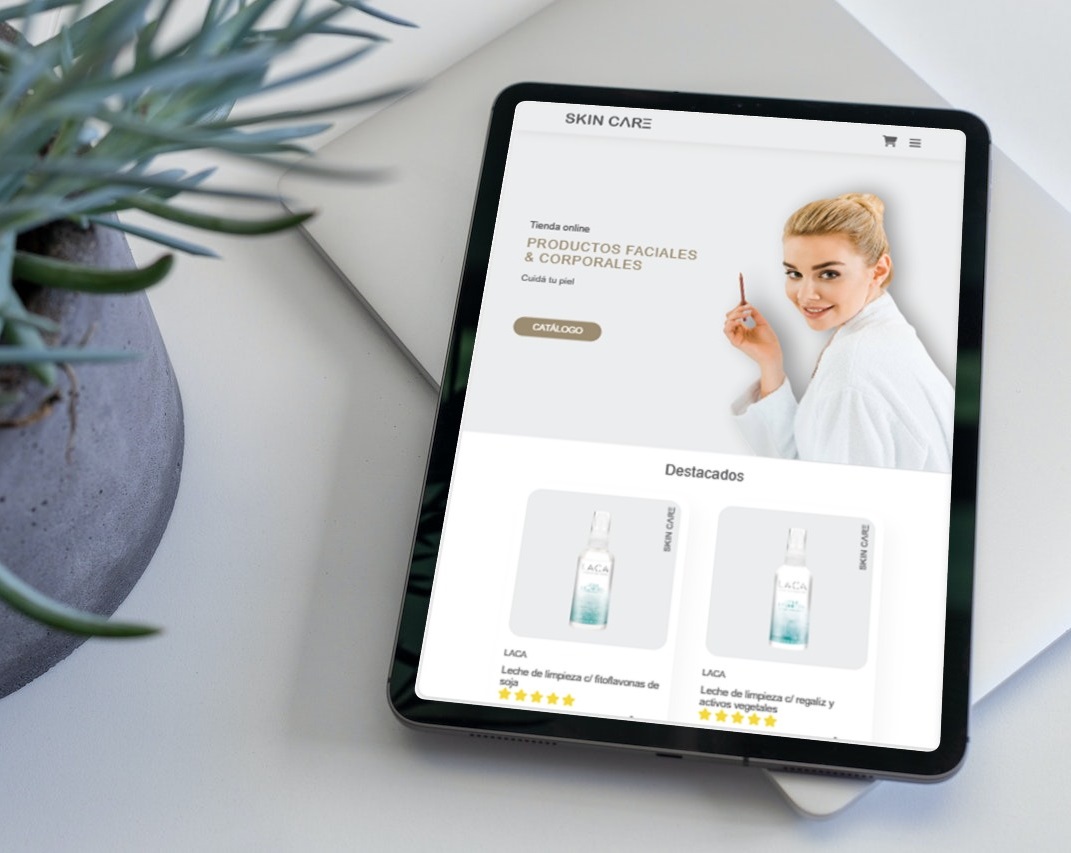 SKIN CARE
Tienda online
PRODUCTOS FACIALES
& CORPORALES
Cuidá tu piel
CATÁLOGO
Destacados
SKIN CARE
LACA
SKIN CARE
LACA
LACA
Leche de limpieza c/ fitoflavonas de
soja
LACA
Leche de limpieza c/ regaliz y
activos vegetales